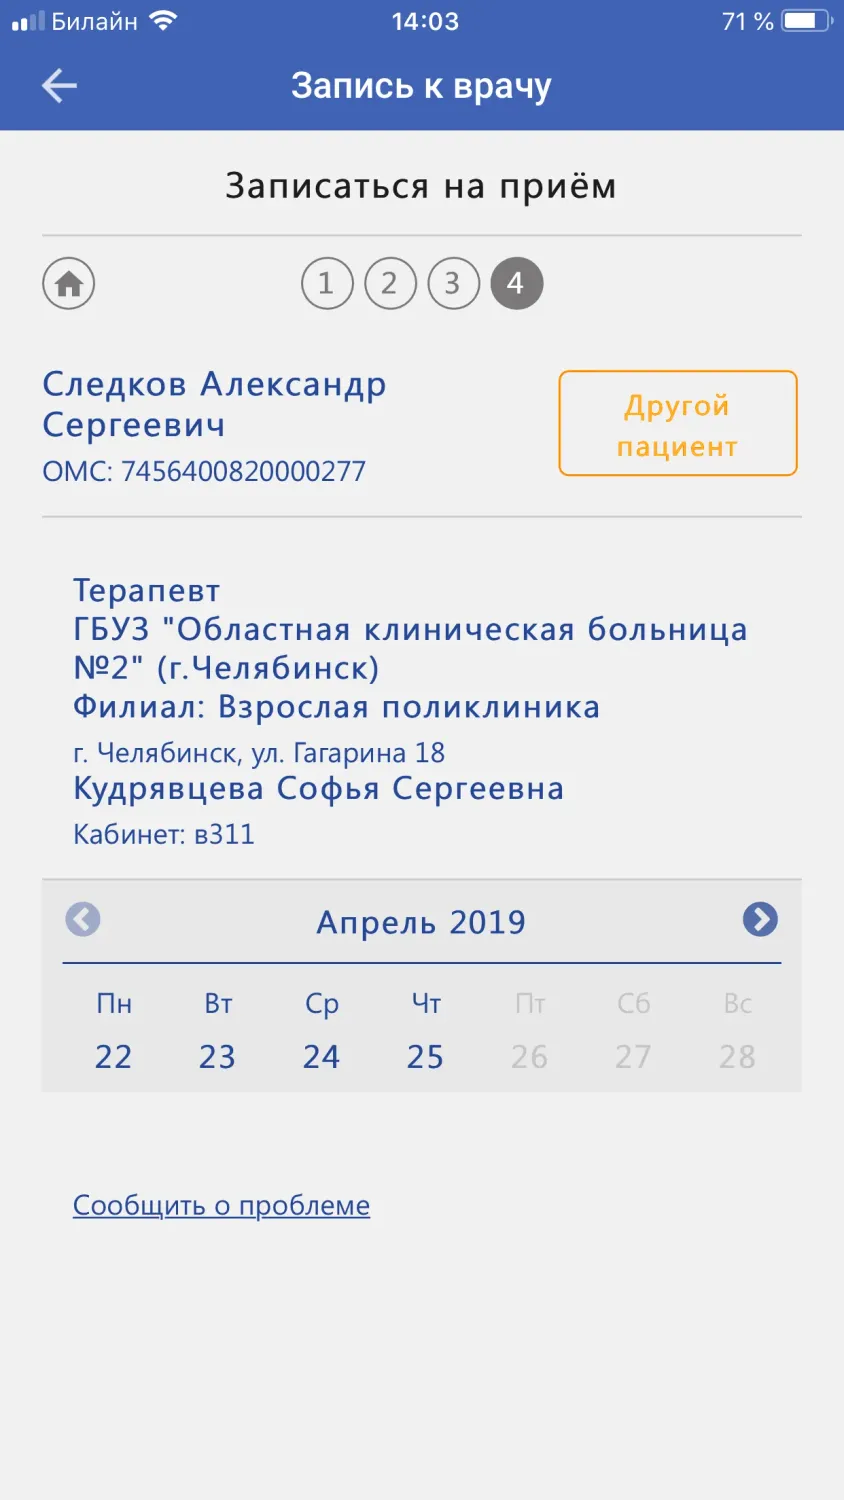 Билайн 14:03 71 %
Запись к врачу
Записаться на приём
1 2 3 4
Следков Александр
Сергеевич
ОМС: 7456400820000277
Другой
пациент
Терапевт
ГБУЗ "Областная клиническая больница
№2" (г.Челябинск)
Филиал: Взрослая поликлиника
г. Челябинск, ул. Гагарина 18
Кудрявцева Софья Сергеевна
Кабинет: в311
Апрель 2019
Пн Вт Ср Чт Пт Сб Вс
22 23 24 25 26 27 28
Сообщить о проблеме